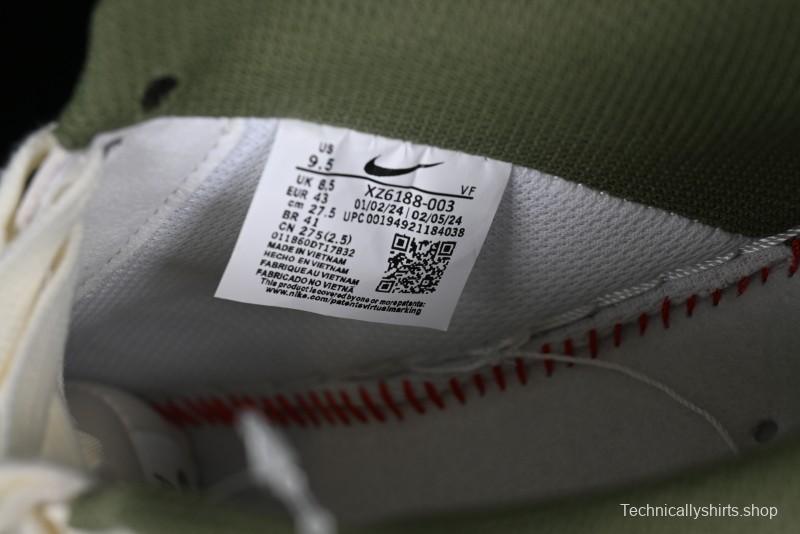 US
9.5
VF
UK 8.5
EUR 43
cm 27.5
BR 41
CN 275(2.5)
XZ6188-003
01/02/24 | 02/05/24
UPC 00194921184038
011860DT17B32
MADE IN VIETNAM
HECHO EN VIETNAM
FABRIQUÉ AU VIETNAM
FABRICADO NO VIETNÃ
This product is covered by one or more patents:
www.nike.com/patentsvirtualmarking
Technicallyshirts.shop